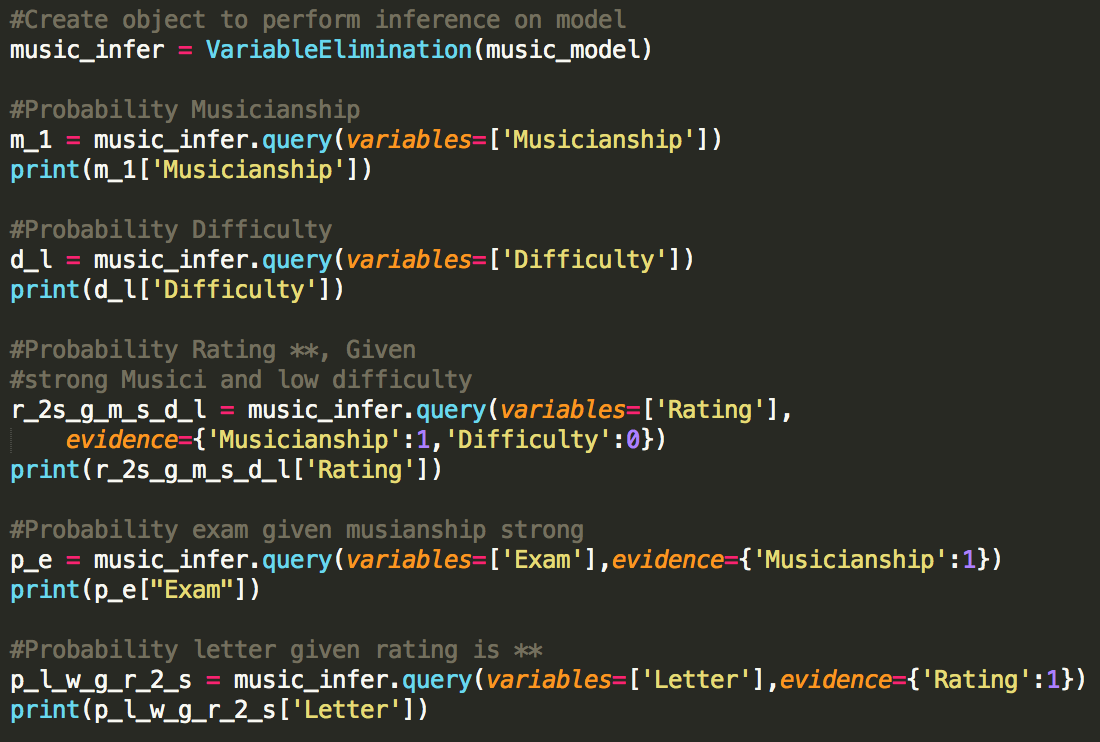 #Create object to perform inference on model
music_infer = VariableElimination(music_model)
#Probability Musicianship
m_1 = music_infer.query(variables=['Musicianship'])
print(m_1['Musicianship'])
#Probability Difficulty
d_l = music_infer.query(variables=['Difficulty'])
print(d_l['Difficulty'])
#Probability Rating **, Given
#strong Musici and low difficulty
r_2s_g_m_s_d_l = music_infer.query(variables=['Rating'],
    evidence={'Musicianship':1,'Difficulty':0})
print(r_2s_g_m_s_d_l['Rating'])
#Probability exam given musianship strong
p_e = music_infer.query(variables=['Exam'],evidence={'Musicianship':1})
print(p_e["Exam"])
#Probability letter given rating is **
p_l_w_g_r_2_s = music_infer.query(variables=['Letter'],evidence={'Rating':1})
print(p_l_w_g_r_2_s['Letter'])